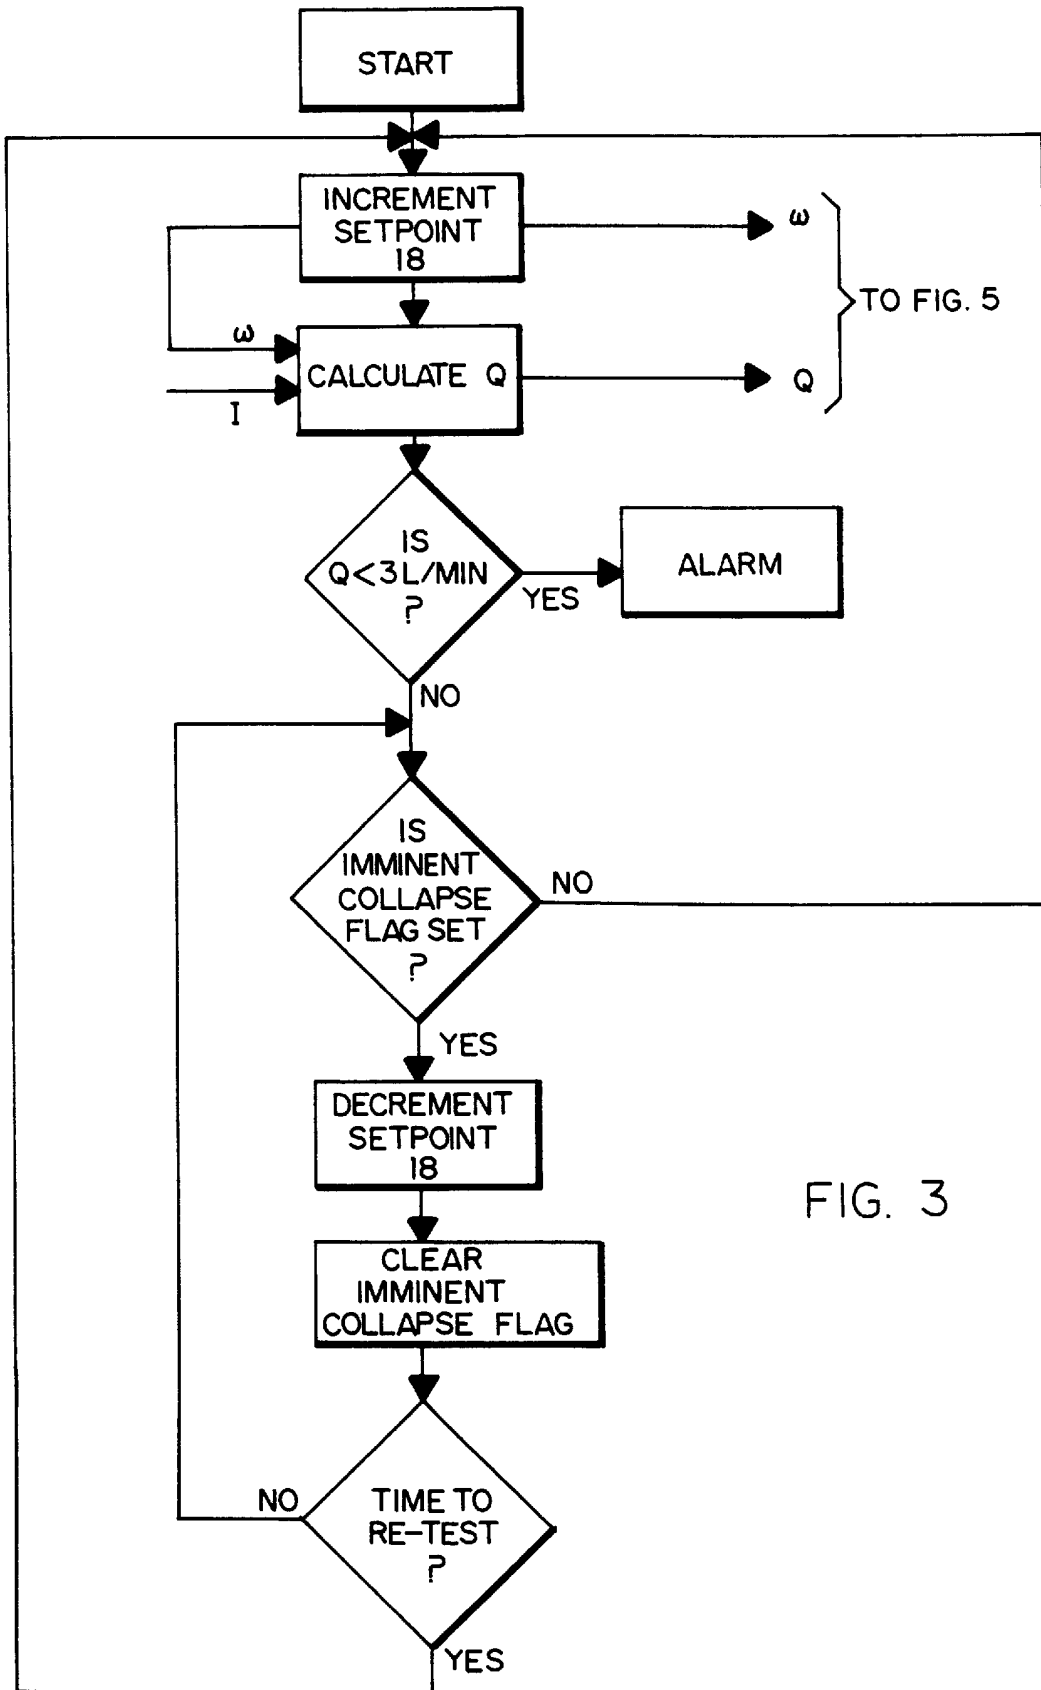 START
INCREMENT
SETPOINT
18
ω
TO FIG. 5
ω
CALCULATE Q
Q
I
IS
Q<3L/MIN
?
YES
ALARM
NO
IS
IMMINENT
COLLAPSE
FLAG SET
?
NO
YES
DECREMENT
SETPOINT
18
FIG. 3
CLEAR
IMMINENT
COLLAPSE FLAG
NO
TIME TO
RE-TEST
?
YES